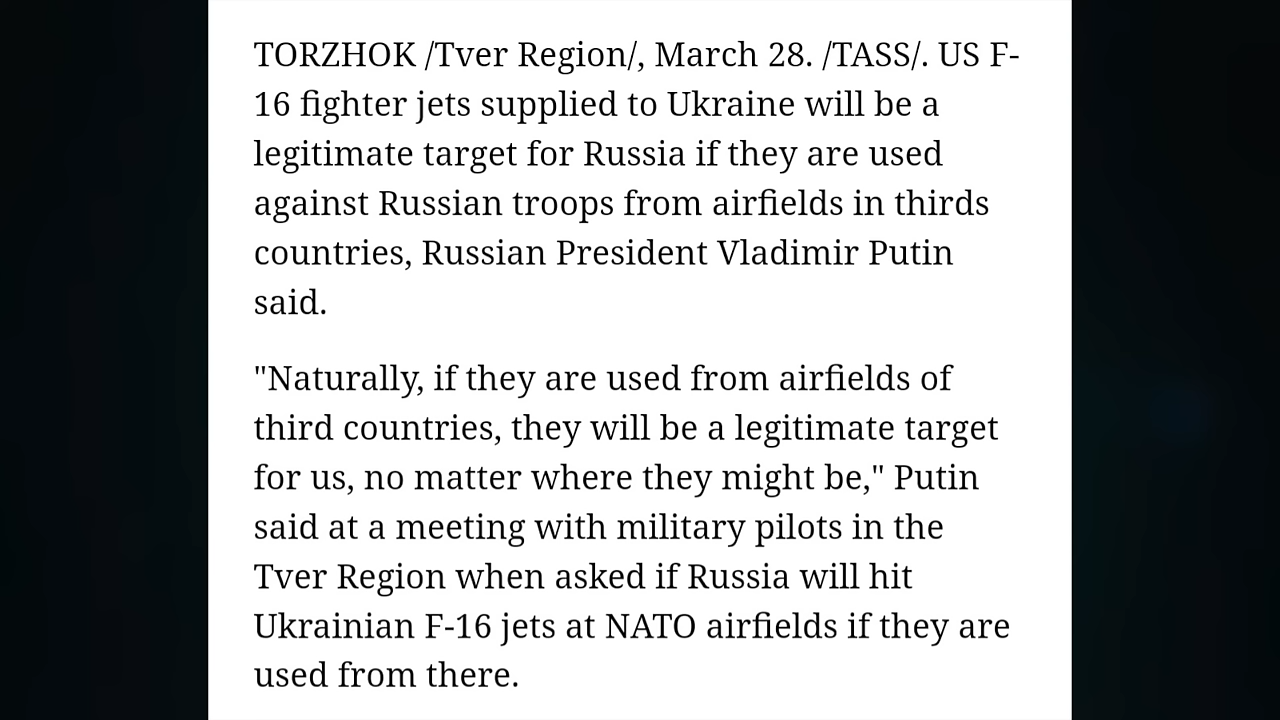 TORZHOK /Tver Region/, March 28. /TASS/. US F-
16 fighter jets supplied to Ukraine will be a
legitimate target for Russia if they are used
against Russian troops from airfields in thirds
countries, Russian President Vladimir Putin
said.
"Naturally, if they are used from airfields of
third countries, they will be a legitimate target
for us, no matter where they might be," Putin
said at a meeting with military pilots in the
Tver Region when asked if Russia will hit
Ukrainian F-16 jets at NATO airfields if they are
used from there.